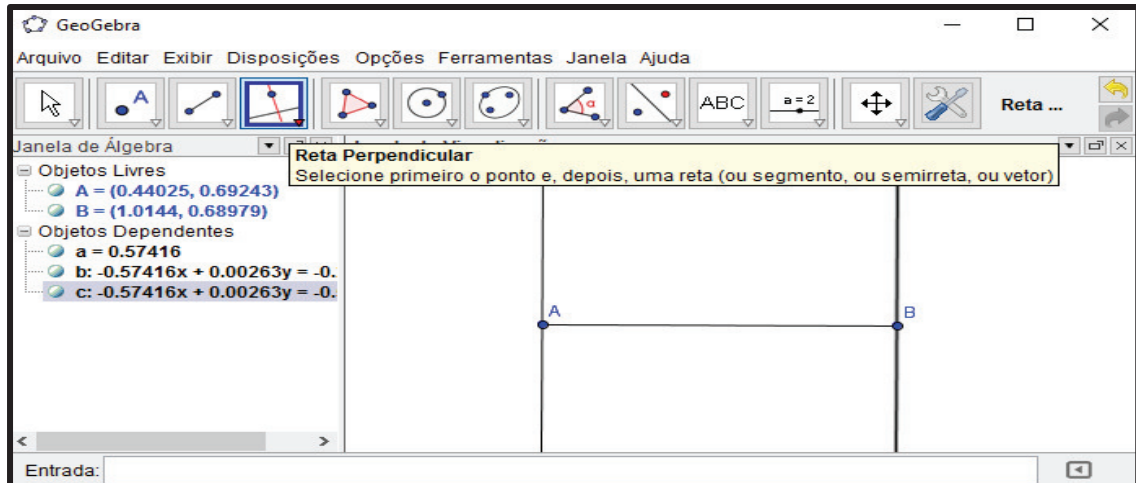 GeoGebra
Arquivo Editar Exibir Disposições Opções Ferramentas Janela Ajuda
A
α
ABC
a = 2
Reta ...
Janela de Álgebra
Reta Perpendicular
Selecione primeiro o ponto e, depois, uma reta (ou segmento, ou semirreta, ou vetor)
Objetos Livres
A = (0.44025, 0.69243)
B = (1.0144, 0.68979)
Objetos Dependentes
a = 0.57416
b: -0.57416x + 0.00263y = -0.
c: -0.57416x + 0.00263y = -0.
A
B
Entrada: